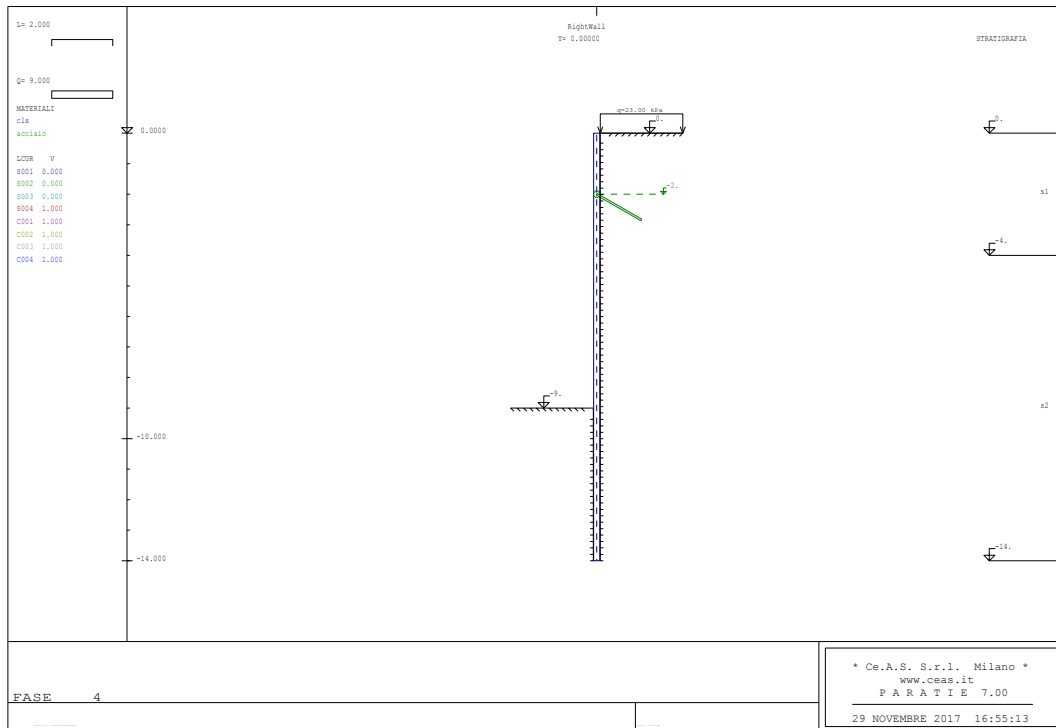 L= 2.000
RightWall
Y= 0.00000
STRATIGRAFIA
Q= 9.000
MATERIALI
cls
acciaio
LCUR V
S001 0.000
S002 0.000
S003 0.000
S004 1.000
C001 1.000
C002 1.000
C003 1.000
C004 1.000
0.0000
-10.000
-14.000
q=23.00 kPa
0.
-2.
-9.
0.
s1
-4.
s2
-14.
FASE 4
* Ce.A.S. S.r.l. Milano *
www.ceas.it
P A R A T I E 7.00
29 NOVEMBRE 2017 16:55:13